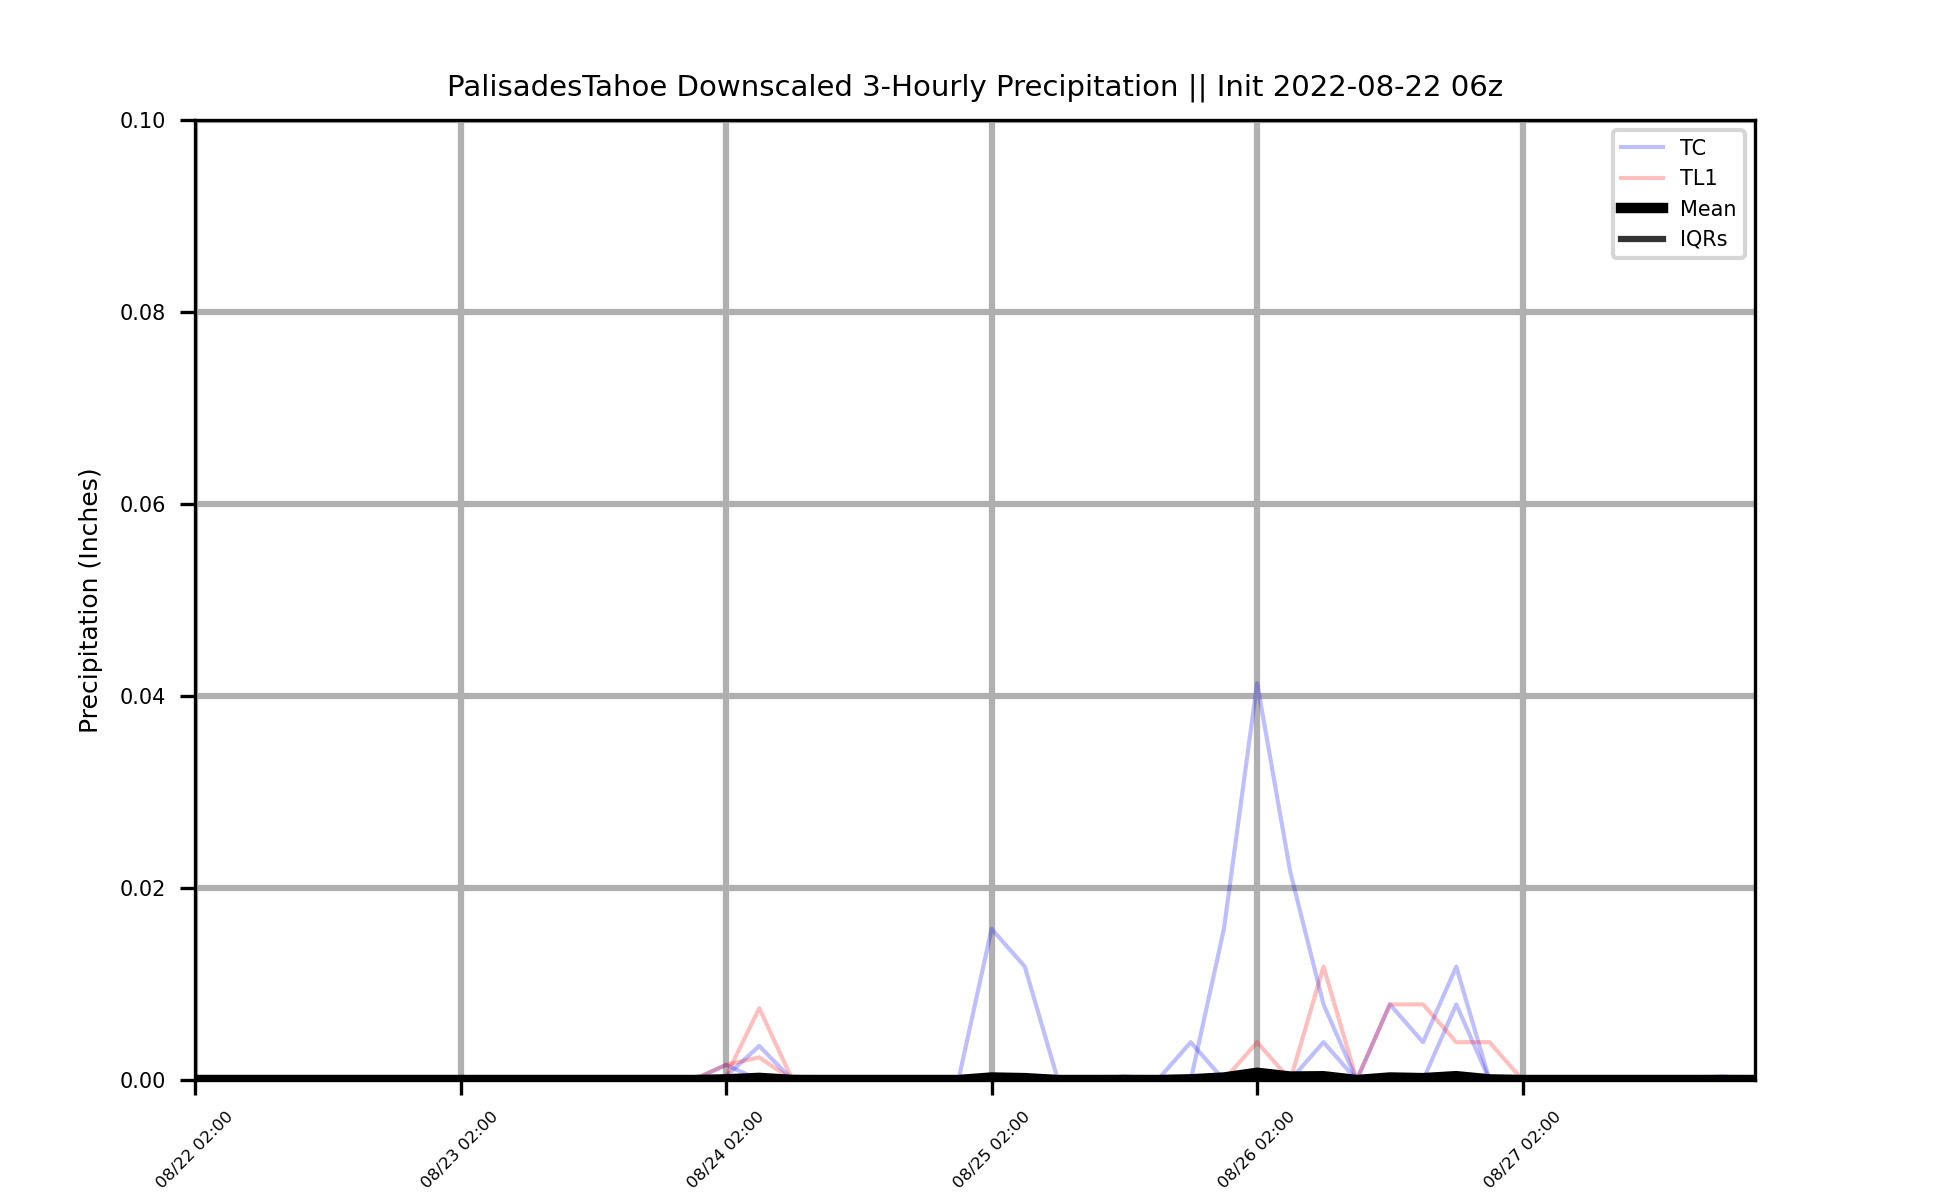 PalisadesTahoe Downscaled 3-Hourly Precipitation || Init 2022-08-22 06z
TC
TL1
Mean
IQRs
Precipitation (Inches)
0.10
0.08
0.06
0.04
0.02
0.00
08/22 02:00
08/23 02:00
08/24 02:00
08/25 02:00
08/26 02:00
08/27 02:00